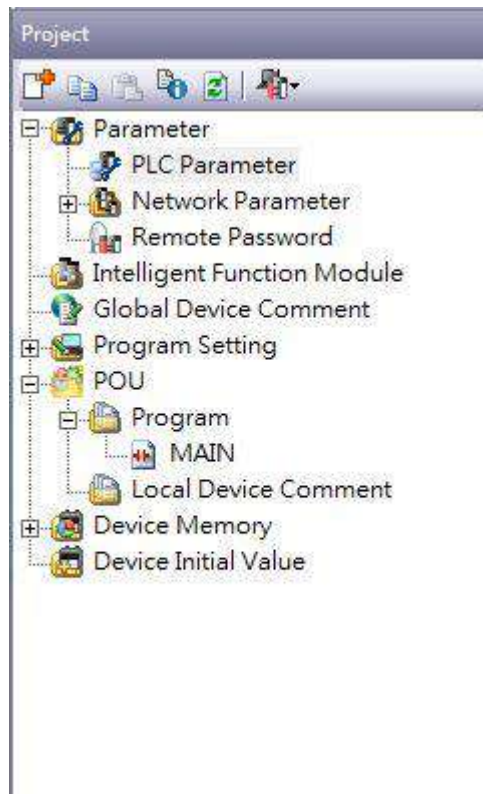 Project
Parameter
PLC Parameter
Network Parameter
Remote Password
Intelligent Function Module
Global Device Comment
Program Setting
POU
Program
MAIN
Local Device Comment
Device Memory
Device Initial Value